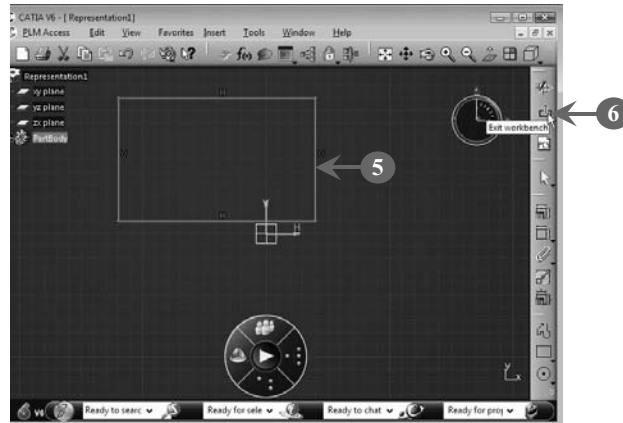 CATIA V6 - [ Representation1]
PLM Access Edit View Favorites Insert Tools Window Help
Representation1
xy plane
yz plane
zx plane
PartBody
H
V
V
H
Y
H
5
6
Exit workbench
y
x
V6
Ready to searc
Ready for sele
Ready to chat
Ready for proj